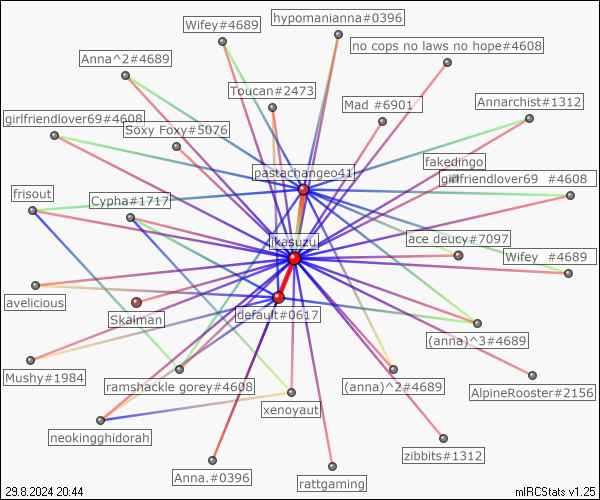 hypomanianna#0396
Wifey#4689
no cops no laws no hope#4608
Anna^2#4689
Toucan#2473
Mad #6901
Annarchist#1312
girlfriendlover69#4608
Soxy Foxy#5076
fakedingo
pastachangeo41
girlfriendlover69 #4608
frisout
Cypha#1717
ikasuzu
ace deucy#7097
Wifey #4689
avelicious
Skalman
default#0617
(anna)^3#4689
Mushy#1984
ramshackle gorey#4608
(anna)^2#4689
AlpineRooster#2156
xenoyaut
neokingghidorah
zibbits#1312
Anna.#0396
rattgaming
29.8.2024 20:44
mIRCStats v1.25